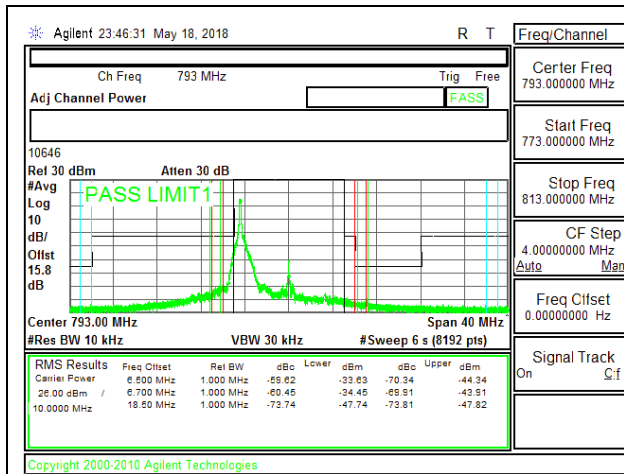 Agilent 23:46:31 May 18, 2018 R T
Freq/Channel
Ch Freq 793 MHz Trig Free
Adj Channel Power PASS
Center Freq
793.000000 MHz
Start Freq
773.000000 MHz
Stop Freq
813.000000 MHz
CF Step
4.00000000 MHz
Auto Man
Freq Offset
0.00000000 Hz
Signal Track
On
10646
Ref 30 dBm Atten 30 dB
#Avg
Log
10
dB/
Offst
15.8
dB
PASS LIMIT1
Center 793.00 MHz Span 40 MHz
#Res BW 10 kHz VBW 30 kHz #Sweep 6 s (8192 pts)
RMS Results Freq Offset Ref BW dBc Lower dBm dBc Upper dBm
Carrier Power 6.500 MHz 1.000 MHz -59.62 -33.63 -70.34 -44.34
26.00 dBm / 6.700 MHz 1.000 MHz -60.45 -34.45 -69.91 -43.91
10.0000 MHz 18.50 MHz 1.000 MHz -73.74 -47.74 -73.81 -47.82
Copyright 2000-2010 Agilent Technologies